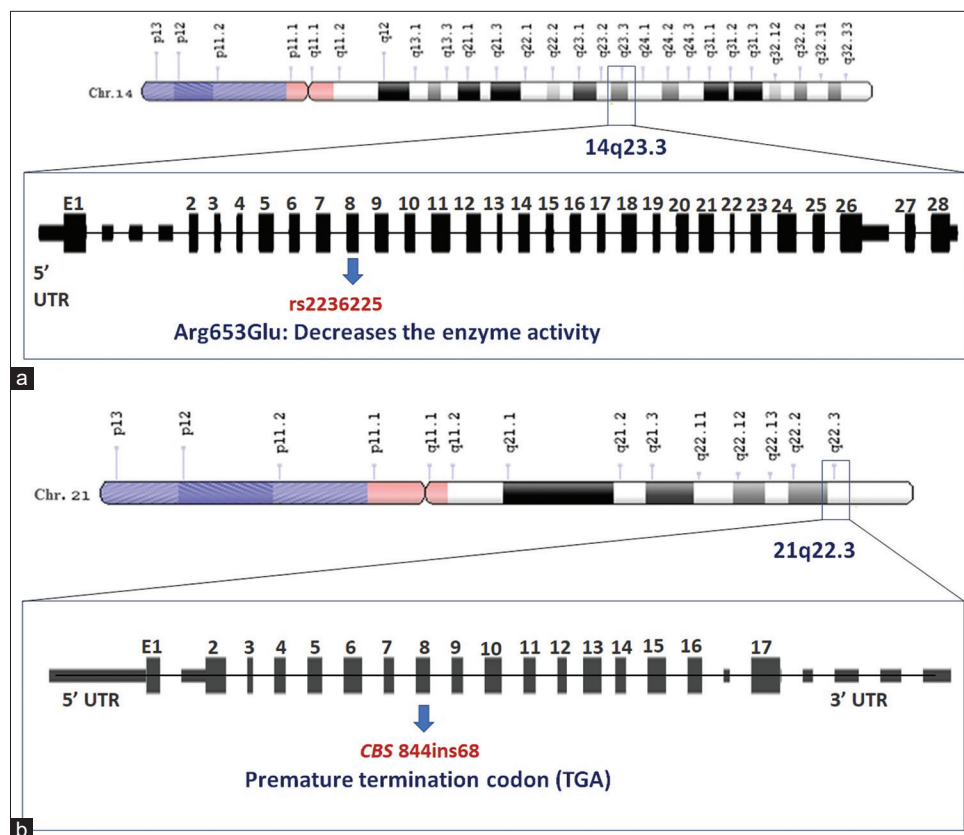 p13 p12 p11.2 p11.1 q11.1 q11.2 q12 q13.1 q13.3 q21.1 q21.3 q22.1 q22.2 q23.1 q23.2 q23.1 q24.1 q24.2 q24.3 q31.1 q31.2 q31.3 q32.12 q32.2 q32.31 q32.33
Chr.14
14q23.3
E1 2 3 4 5 6 7 8 9 10 11 12 13 14 15 16 17 18 19 20 21 22 23 24 25 26 27 28
5’
UTR
rs2236225
Arg653Glu: Decreases the enzyme activity
a
p13 p12 p11.2 p11.1 q11.1 q11.2 q21.1 q21.2 q21.3 q22.11 q22.12 q22.13 q22.2 q22.3
Chr. 21
21q22.3
E1 2 3 4 5 6 7 8 9 10 11 12 13 14 15 16 17
5’ UTR 3’ UTR
CBS 844ins68
Premature termination codon (TGA)
b